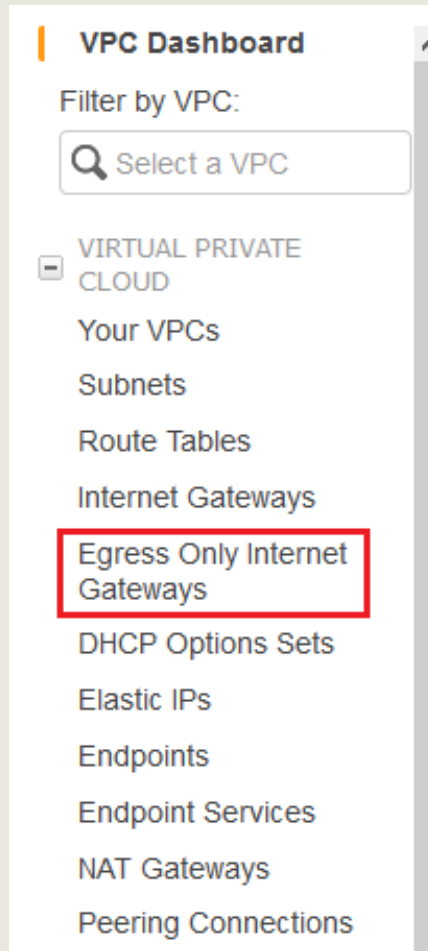 VPC Dashboard
Filter by VPC:
Select a VPC
VIRTUAL PRIVATE
CLOUD
Your VPCs
Subnets
Route Tables
Internet Gateways
Egress Only Internet
Gateways
DHCP Options Sets
Elastic IPs
Endpoints
Endpoint Services
NAT Gateways
Peering Connections